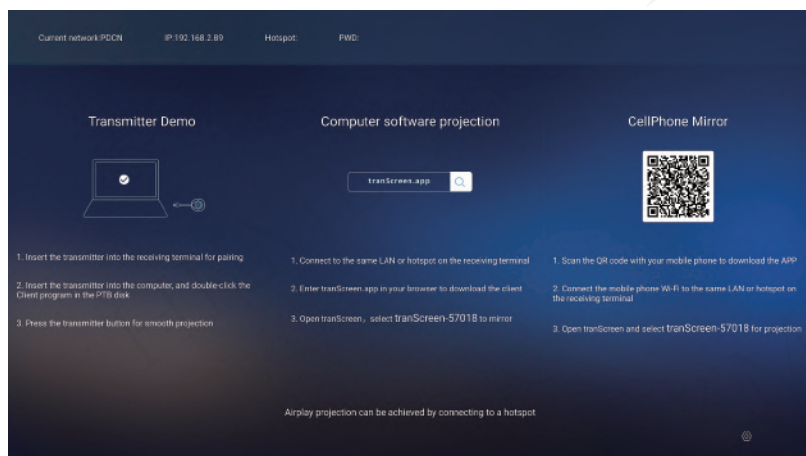 Current network:PDCN IP:192.168.2.89 Hotspot: PWD:
Transmitter Demo
1. Insert the transmitter into the receiving terminal for pairing
2. Insert the transmitter into the computer, and double-click the
Client program in the PTB disk
3. Press the transmitter button for smooth projection
Computer software projection
tranScreen.app
1. Connect to the same LAN or hotspot on the receiving terminal
2. Enter tranScreen.app in your browser to download the client
3. Open tranScreen, select tranScreen-57018 to mirror
CellPhone Mirror
1. Scan the QR code with your mobile phone to download the APP
2. Connect the mobile phone Wi-Fi to the same LAN or hotspot on
the receiving terminal
3. Open tranScreen and select tranScreen-57018 for projection
Airplay projection can be achieved by connecting to a hotspot